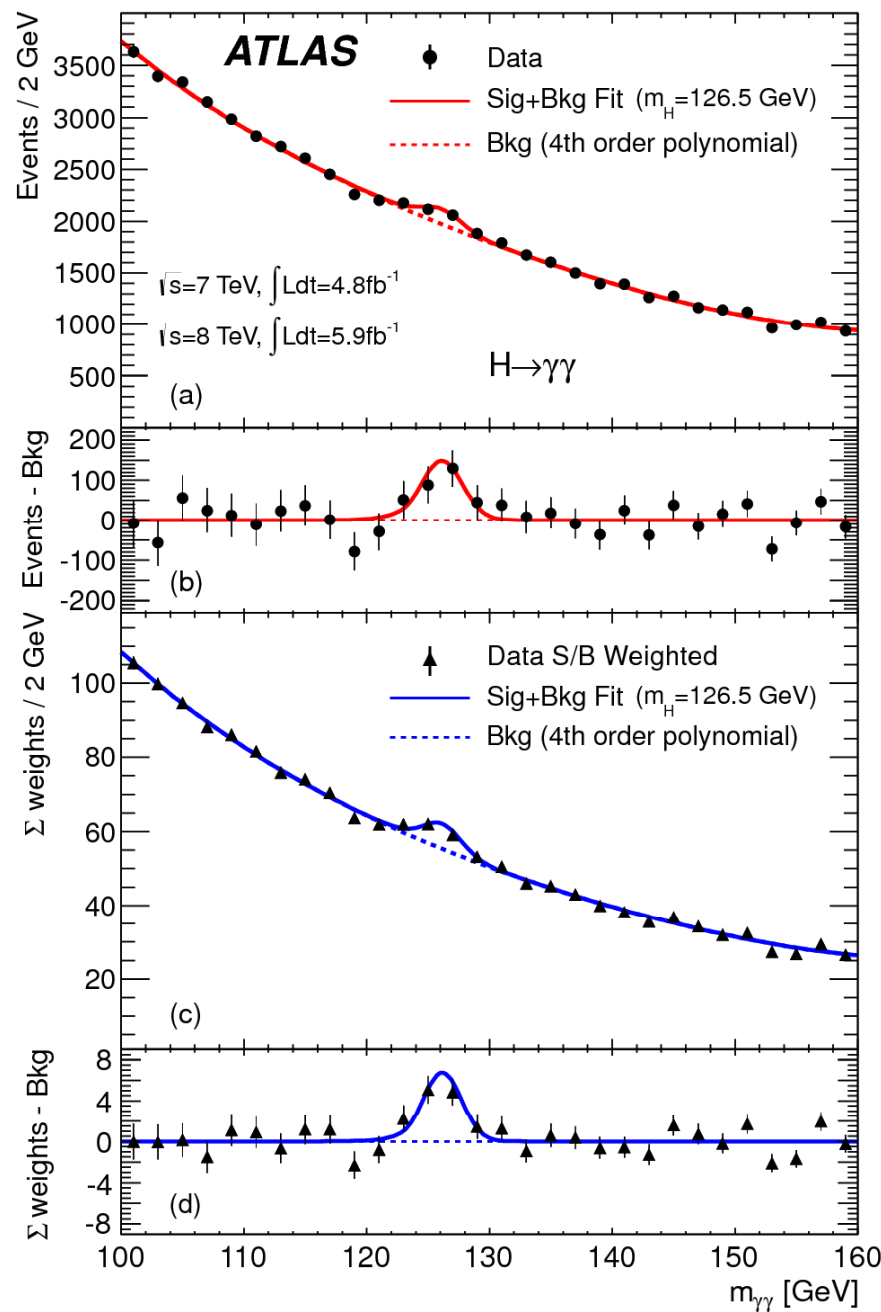 ATLAS
Data
Sig+Bkg Fit (mH=126.5 GeV)
Bkg (4th order polynomial)
Events / 2 GeV
3500
3000
2500
2000
1500
1000
500
√s=7 TeV, ∫Ldt=4.8fb-1
√s=8 TeV, ∫Ldt=5.9fb-1
H→γγ
(a)
Events - Bkg
200
100
0
-100
-200
(b)
Σ weights / 2 GeV
Data S/B Weighted
Sig+Bkg Fit (mH=126.5 GeV)
Bkg (4th order polynomial)
100
80
60
40
20
(c)
Σ weights - Bkg
8
4
0
-4
-8
(d)
100 110 120 130 140 150 160
mγγ [GeV]